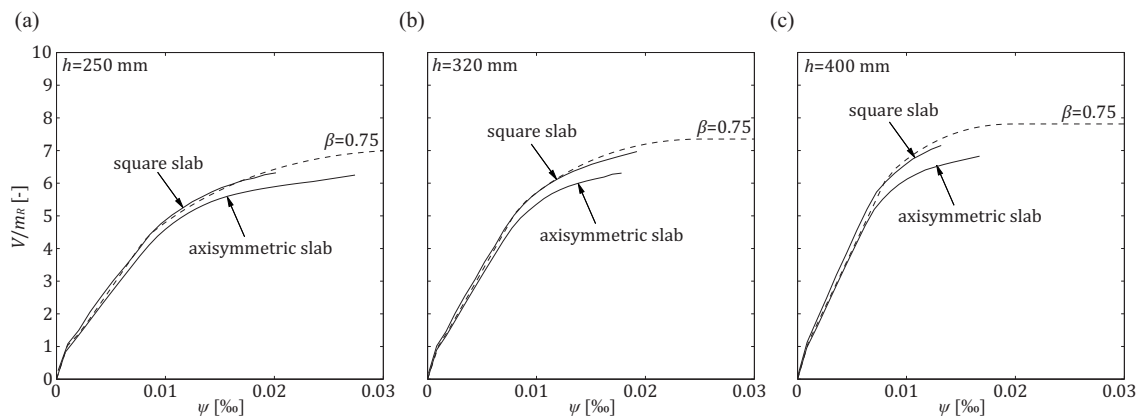 (a)
(b)
(c)
h=250 mm
h=320 mm
h=400 mm
10
9
8
7
6
5
4
3
2
1
0
V/mR [-]
β=0.75
square slab
axisymmetric slab
β=0.75
square slab
axisymmetric slab
β=0.75
square slab
axisymmetric slab
0 0.01 0.02 0.03
0 0.01 0.02 0.03
0 0.01 0.02 0.03
ψ [‰]
ψ [‰]
ψ [‰]